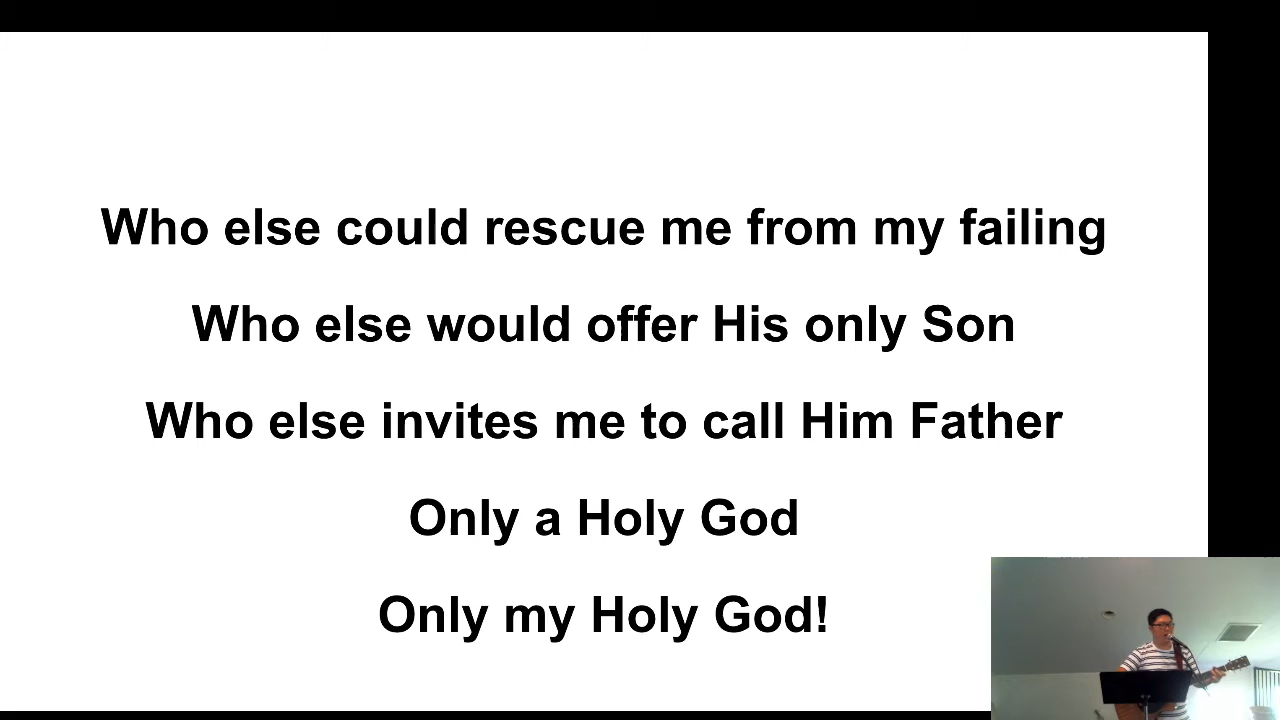 Who else could rescue me from my failing
Who else would offer His only Son
Who else invites me to call Him Father
Only a Holy God
Only my Holy God!